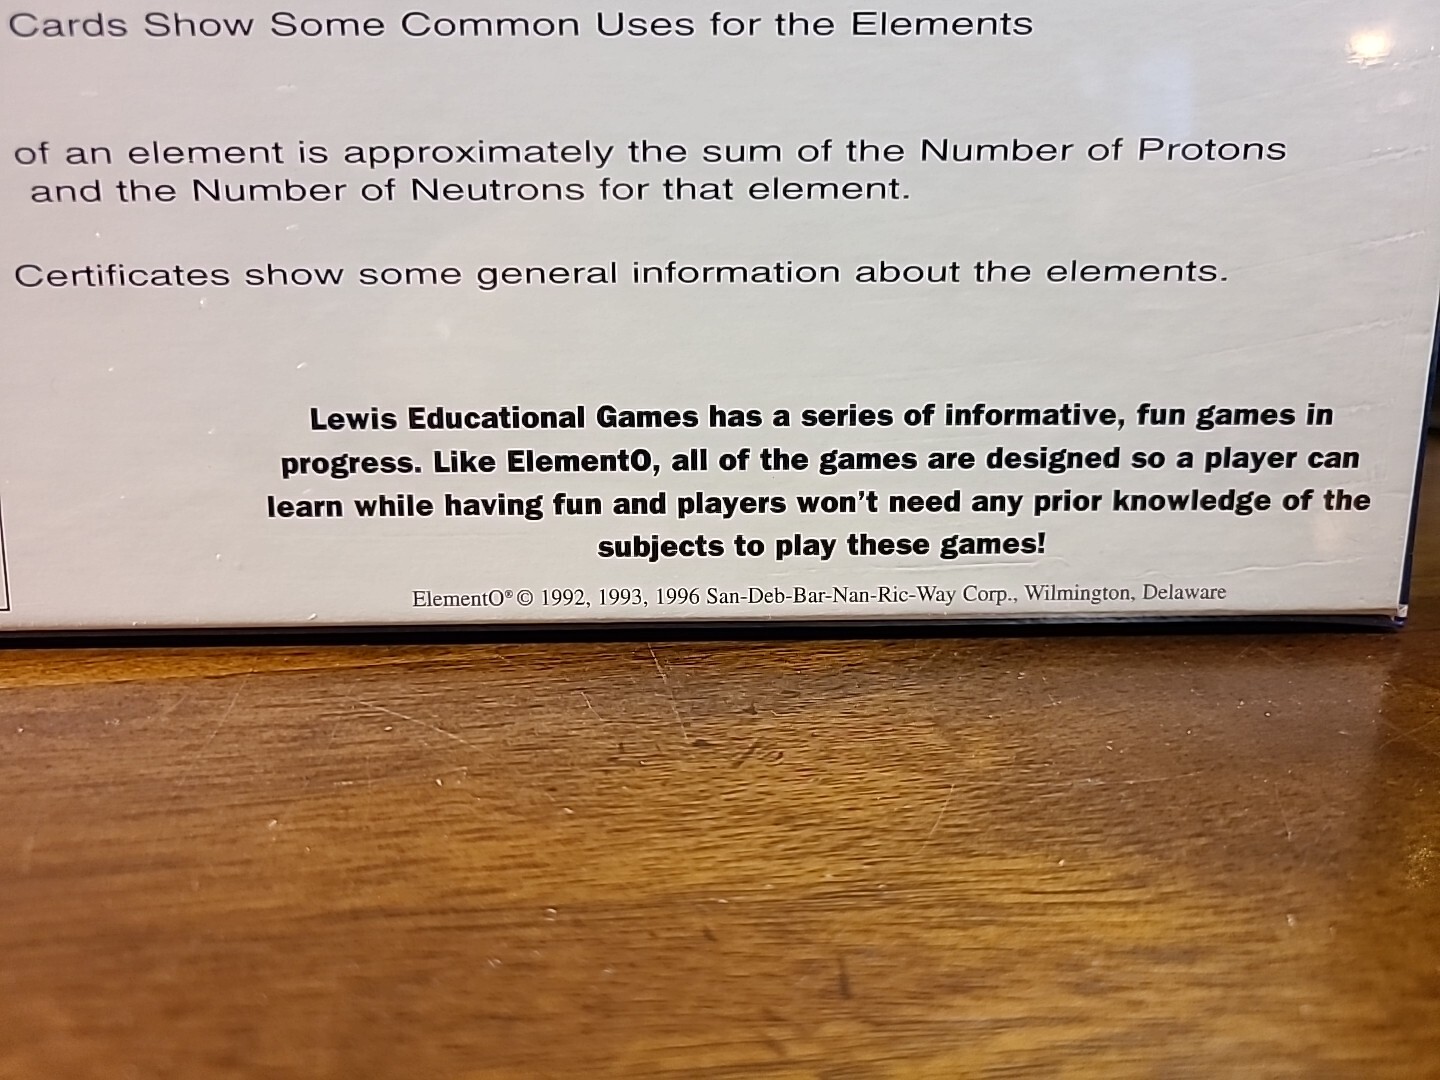 Cards Show Some Common Uses for the Elements
of an element is approximately the sum of the Number of Protons
and the Number of Neutrons for that element.
Certificates show some general information about the elements.
Lewis Educational Games has a series of informative, fun games in
progress. Like ElementO, all of the games are designed so a player can
learn while having fun and players won't need any prior knowledge of the
subjects to play these games!
ElementO® © 1992, 1993, 1996 San-Deb-Bar-Nan-Ric-Way Corp., Wilmington, Delaware